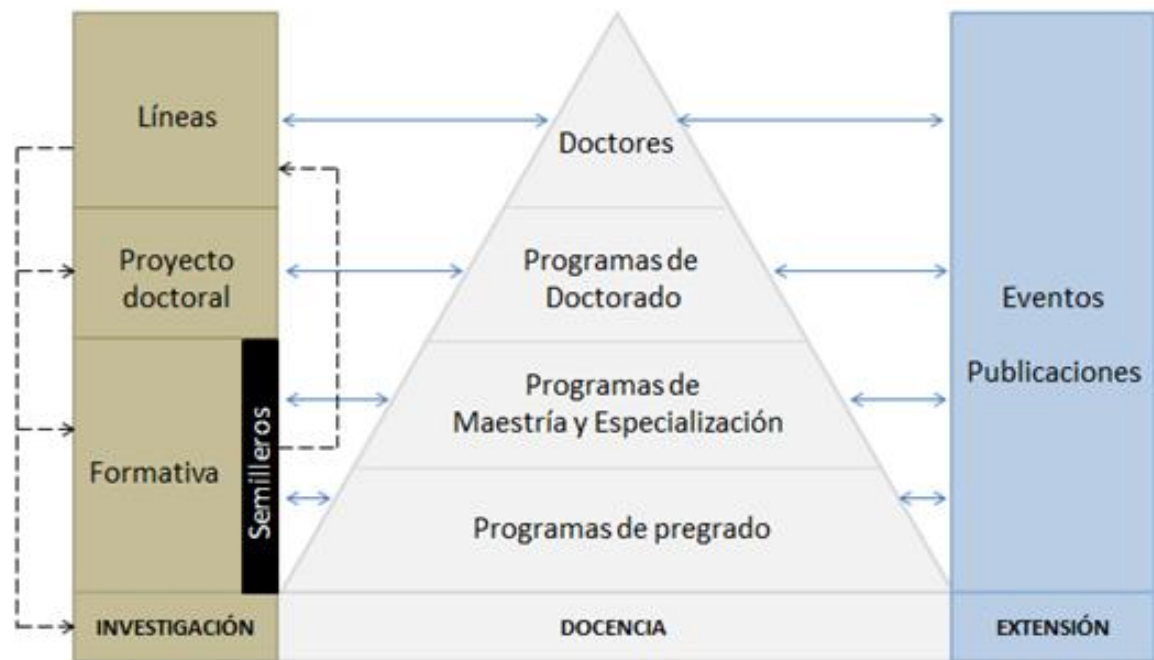 Líneas
Proyecto
doctoral
Formativa
Semilleros
Doctores
Programas de
Doctorado
Programas de
Maestría y Especialización
Programas de pregrado
Eventos
Publicaciones
INVESTIGACIÓN
DOCENCIA
EXTENSIÓN